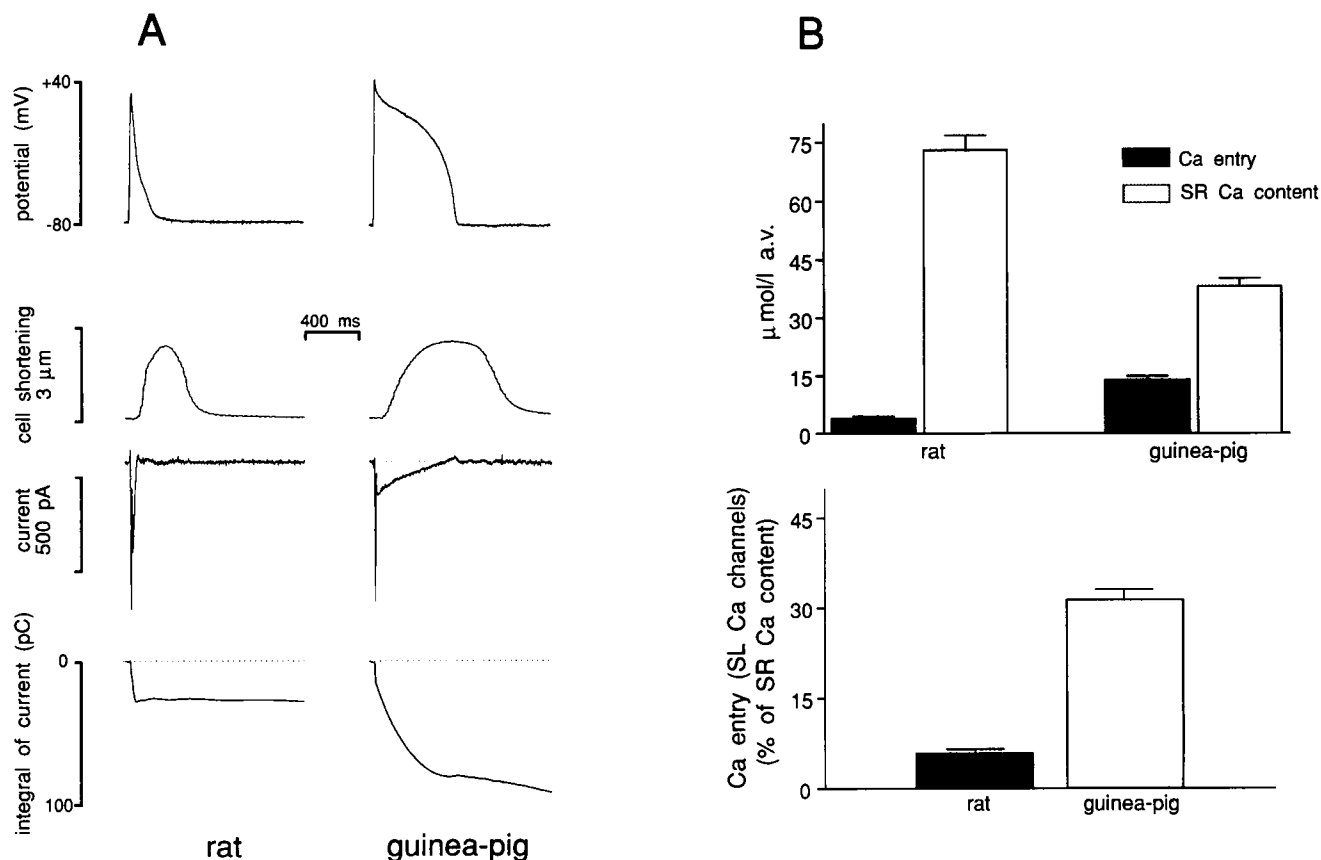 A
+40
potential (mV)
-80
cell shortening
3 µm
400 ms
current
500 pA
integral of current (pC)
0
100
rat
guinea-pig
B
75
60
45
30
15
0
µmol/l a.v.
Ca entry
SR Ca content
rat
guinea-pig
45
30
15
0
Ca entry (SL Ca channels)
(% of SR Ca content)
rat
guinea-pig